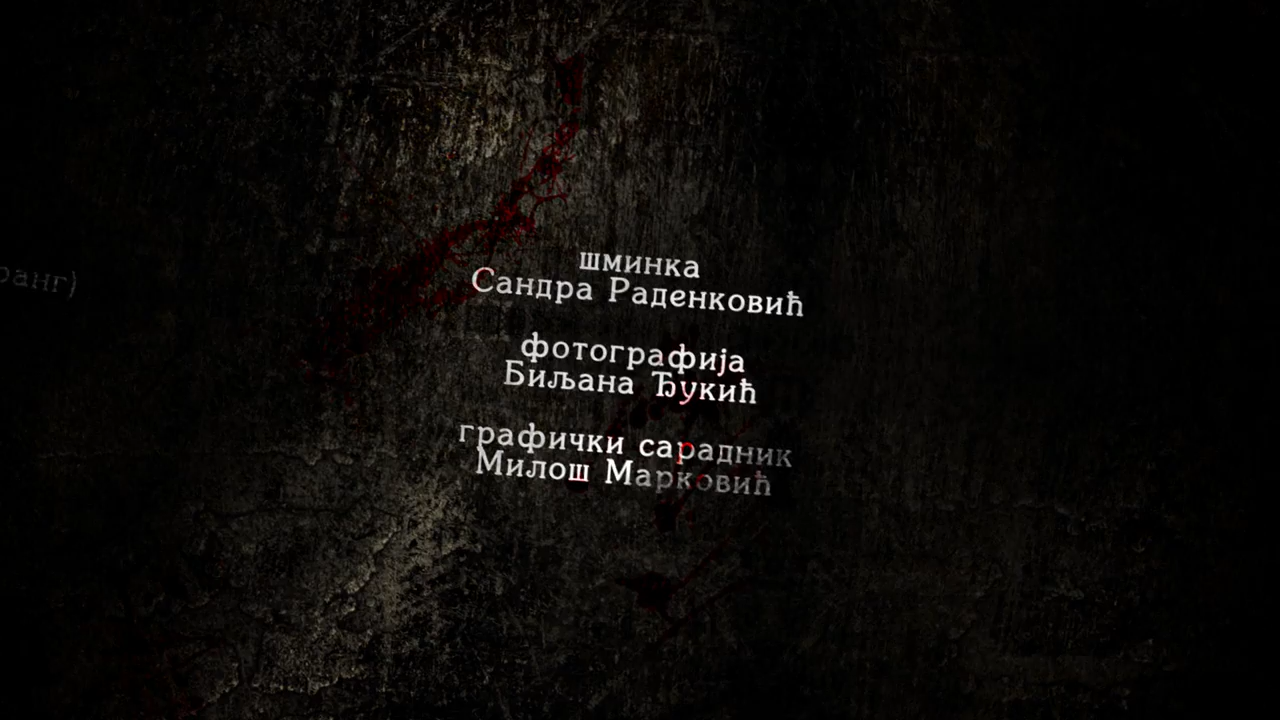 шминка
Сандра Раденковић
фотографија
Биљана Ђукић
графички сарадник
Милош Марковић